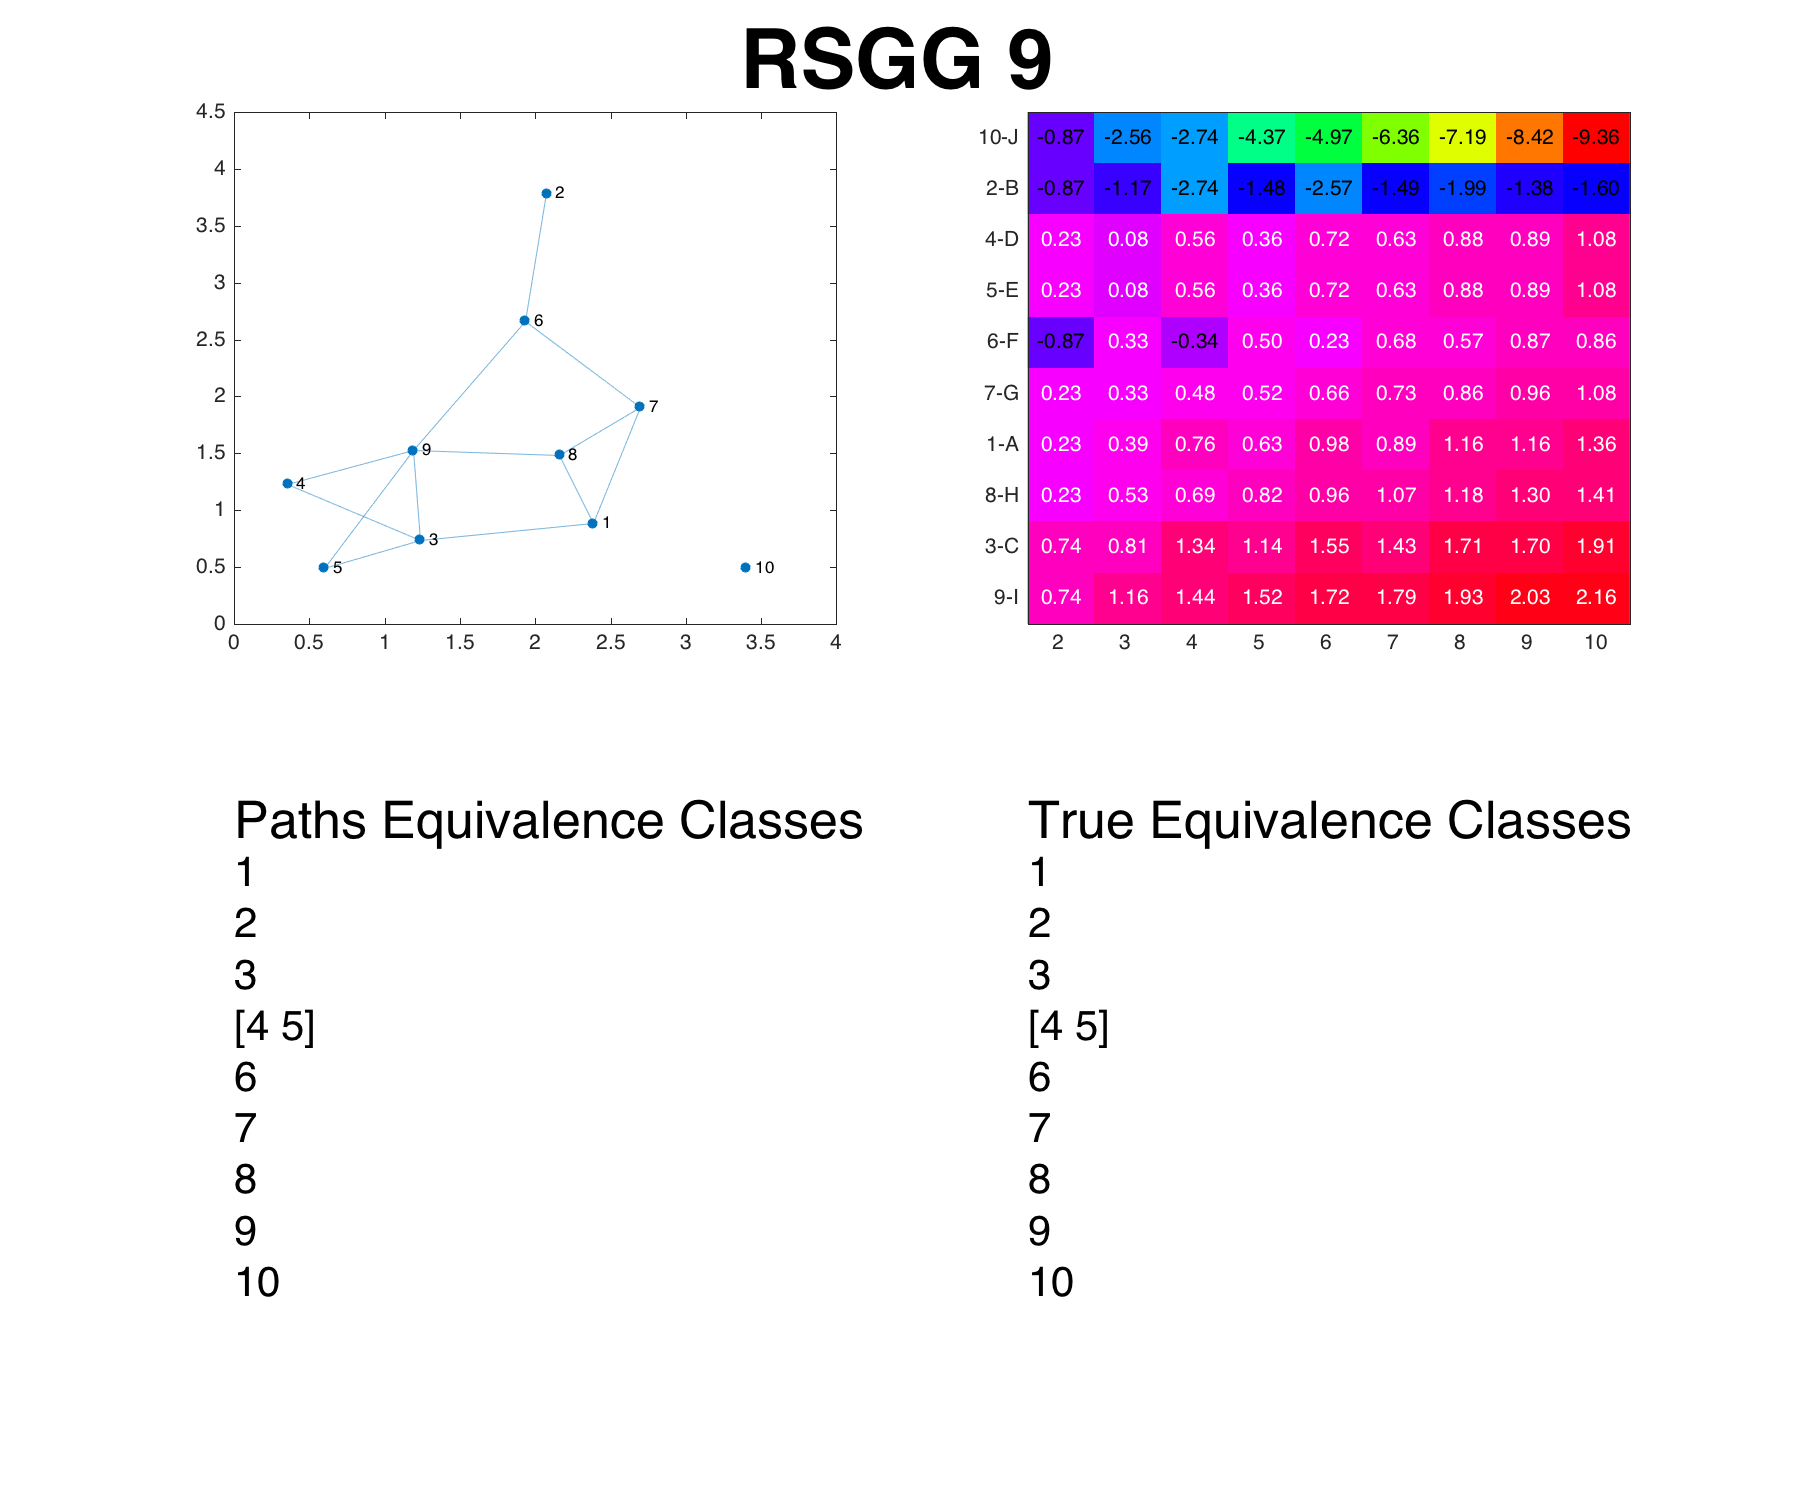 RSGG 9
4.5
4
3.5
3
2.5
2
1.5
1
0.5
0
0 0.5 1 1.5 2 2.5 3 3.5 4
2
6
7
9
8
4
1
3
5
10
10-J -0.87 -2.56 -2.74 -4.37 -4.97 -6.36 -7.19 -8.42 -9.36
2-B -0.87 -1.17 -2.74 -1.48 -2.57 -1.49 -1.99 -1.38 -1.60
4-D 0.23 0.08 0.56 0.36 0.72 0.63 0.88 0.89 1.08
5-E 0.23 0.08 0.56 0.36 0.72 0.63 0.88 0.89 1.08
6-F -0.87 0.33 -0.34 0.50 0.23 0.68 0.57 0.87 0.86
7-G 0.23 0.33 0.48 0.52 0.66 0.73 0.86 0.96 1.08
1-A 0.23 0.39 0.76 0.63 0.98 0.89 1.16 1.16 1.36
8-H 0.23 0.53 0.69 0.82 0.96 1.07 1.18 1.30 1.41
3-C 0.74 0.81 1.34 1.14 1.55 1.43 1.71 1.70 1.91
9-I 0.74 1.16 1.44 1.52 1.72 1.79 1.93 2.03 2.16
2 3 4 5 6 7 8 9 10
Paths Equivalence Classes
1
2
3
[4 5]
6
7
8
9
10
True Equivalence Classes
1
2
3
[4 5]
6
7
8
9
10